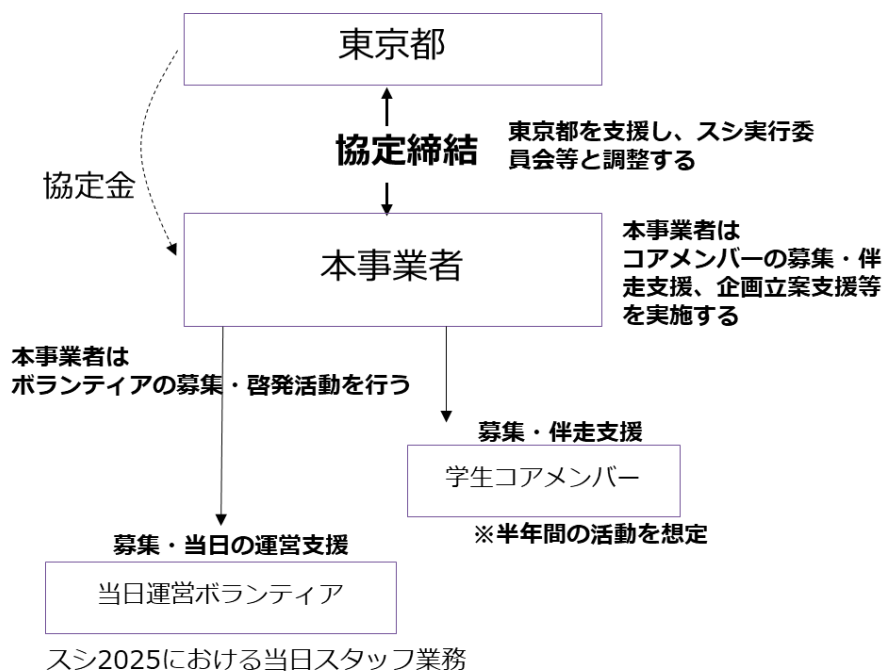 東京都
協定締結
東京都を支援し、スシ実行委
員会等と調整する
協定金
本事業者
本事業者は
コアメンバーの募集・伴
走支援、企画立案支援等
を実施する
本事業者は
ボランティアの募集・啓発活動を行う
募集・伴走支援
学生コアメンバー
※半年間の活動を想定
募集・当日の運営支援
当日運営ボランティア
スシ2025における当日スタッフ業務